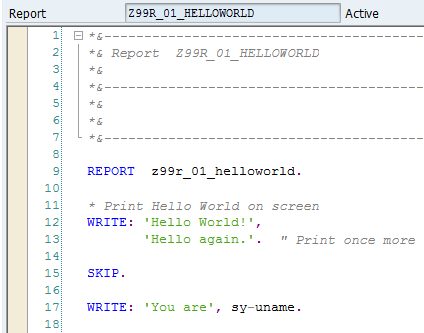 Report Z99R_01_HELLOWORLD Active
1 *&---------------------------------------
2 *& Report  Z99R_01_HELLOWORLD
3 *&
4 *&---------------------------------------
5 *&
6 *&
7 *&---------------------------------------
8
9 REPORT  z99r_01_helloworld.
10
11 * Print Hello World on screen
12 WRITE: 'Hello World!',
13        'Hello again.'.  " Print once more
14
15 SKIP.
16
17 WRITE: 'You are', sy-uname.
18